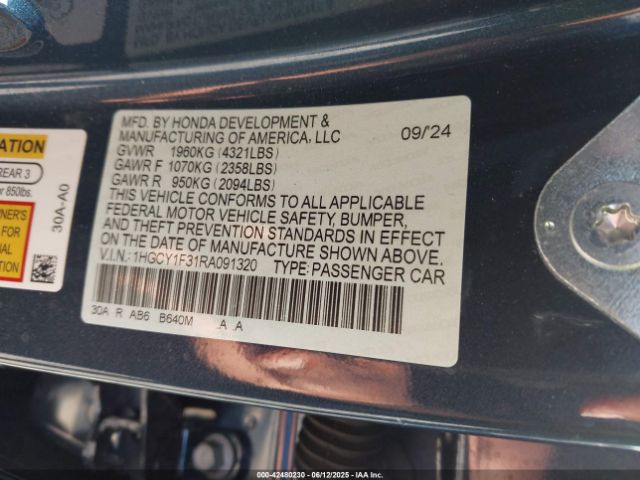 MFD. BY HONDA DEVELOPMENT &
MANUFACTURING OF AMERICA, LLC 09/'24
GVWR 1960KG (4321LBS)
GAWR F 1070KG (2358LBS)
GAWR R 950KG (2094LBS)
THIS VEHICLE CONFORMS TO ALL APPLICABLE
FEDERAL MOTOR VEHICLE SAFETY, BUMPER,
AND THEFT PREVENTION STANDARDS IN EFFECT
ON THE DATE OF MANUFACTURE SHOWN ABOVE.
V.I.N.: 1HGCY1F31RA091320 TYPE: PASSENGER CAR
30A R AB6 B640M A A
ATION
REAR 3
850lbs.
NER'S
FOR
30A-A0
000-42480230 - 06/12/2025 - IAA Inc.